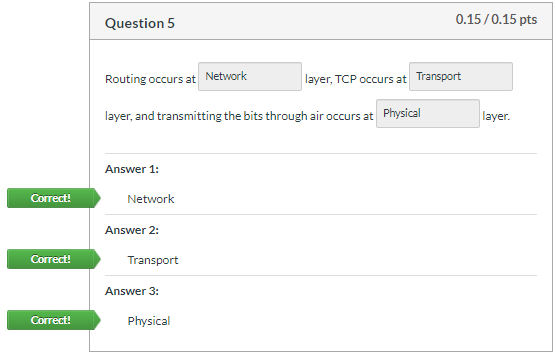 Question 5 0.15 / 0.15 pts
Routing occurs at Network layer, TCP occurs at Transport
layer, and transmitting the bits through air occurs at Physical layer.
Answer 1:
Correct! Network
Answer 2:
Correct! Transport
Answer 3:
Correct! Physical